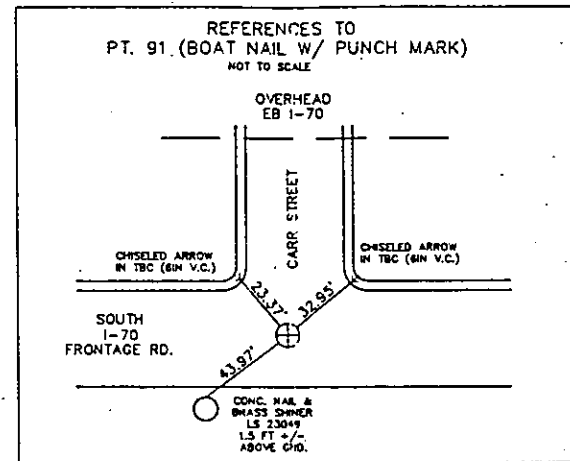 REFERENCES TO
PT. 91 (BOAT NAIL W/ PUNCH MARK)
NOT TO SCALE
OVERHEAD
EB I-70
CARR STREET
CHISELED ARROW
IN TBC (6IN V.C.)
CHISELED ARROW
IN TBC (6IN V.C.)
23.37'
32.95'
SOUTH
I-70
FRONTAGE RD.
43.97'
CONC. NAIL &
BRASS SHINER
LS 23049
1.5 FT +/-
ABOVE GND.